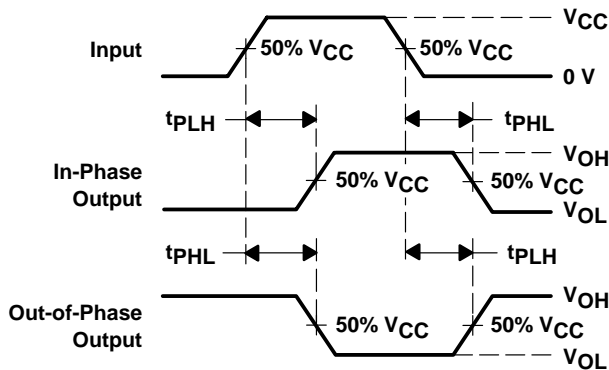 VCC
Input
50% VCC
50% VCC
0 V
tPLH
tPHL
In-Phase
Output
VOH
50% VCC
50% VCC
VOL
tPHL
tPLH
Out-of-Phase
Output
VOH
50% VCC
50% VCC
VOL